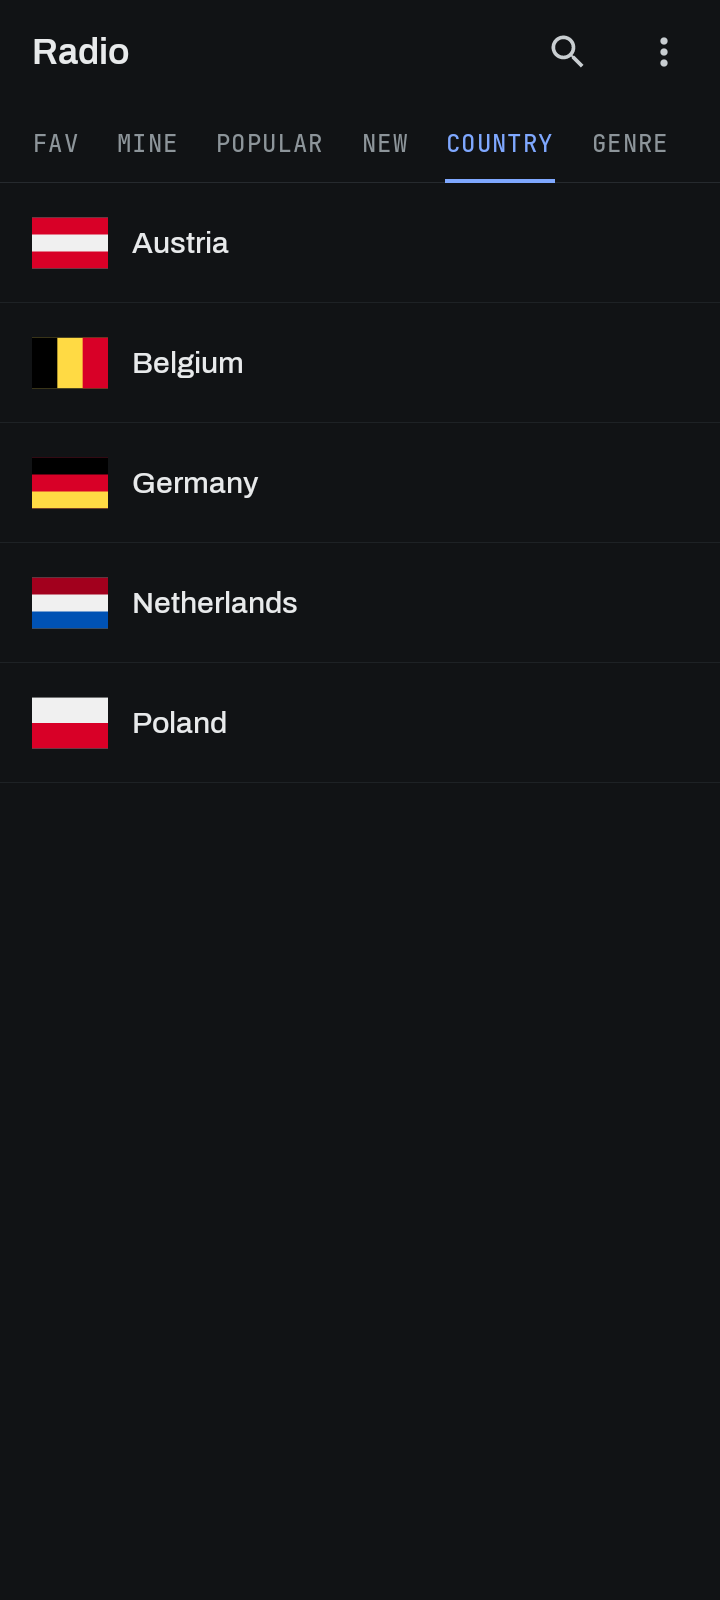 Radio
FAV MINE POPULAR NEW COUNTRY GENRE
Austria
Belgium
Germany
Netherlands
Poland